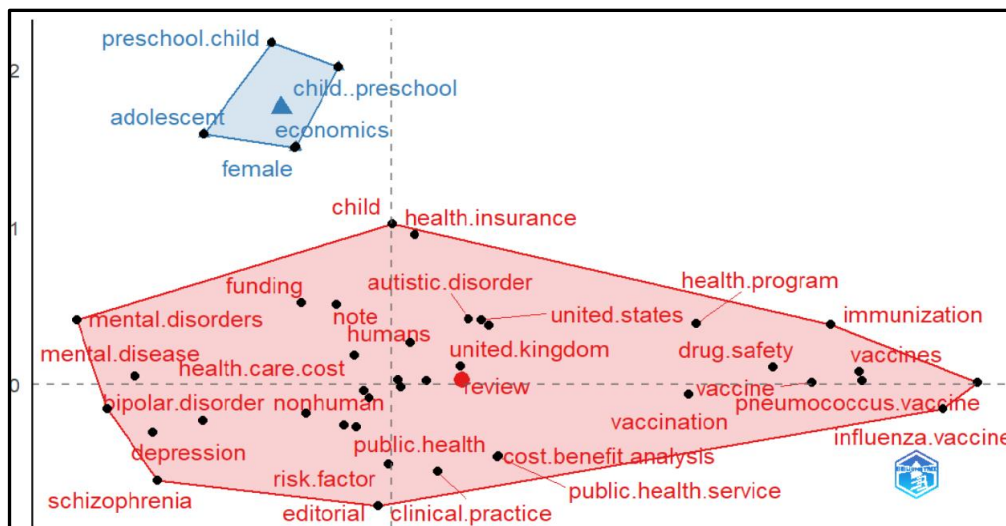 preschool.child
2
child..preschool
adolescent
economics
female
child
health.insurance
1
autistic.disorder
health.program
funding
mental.disorders
note
united.states
immunization
humans
mental.disease
united.kingdom
drug.safety
vaccines
health.care.cost
0
review
vaccine
bipolar.disorder
nonhuman
pneumococcus.vaccine
vaccination
depression
public.health
influenza.vaccine
cost.benefit.analysis
risk.factor
public.health.service
schizophrenia
editorial
clinical.practice